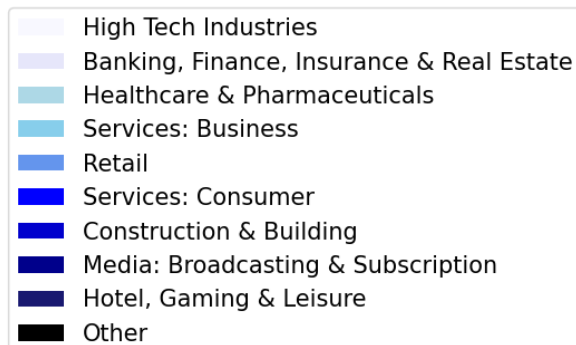 High Tech Industries
Banking, Finance, Insurance & Real Estate
Healthcare & Pharmaceuticals
Services: Business
Retail
Services: Consumer
Construction & Building
Media: Broadcasting & Subscription
Hotel, Gaming & Leisure
Other